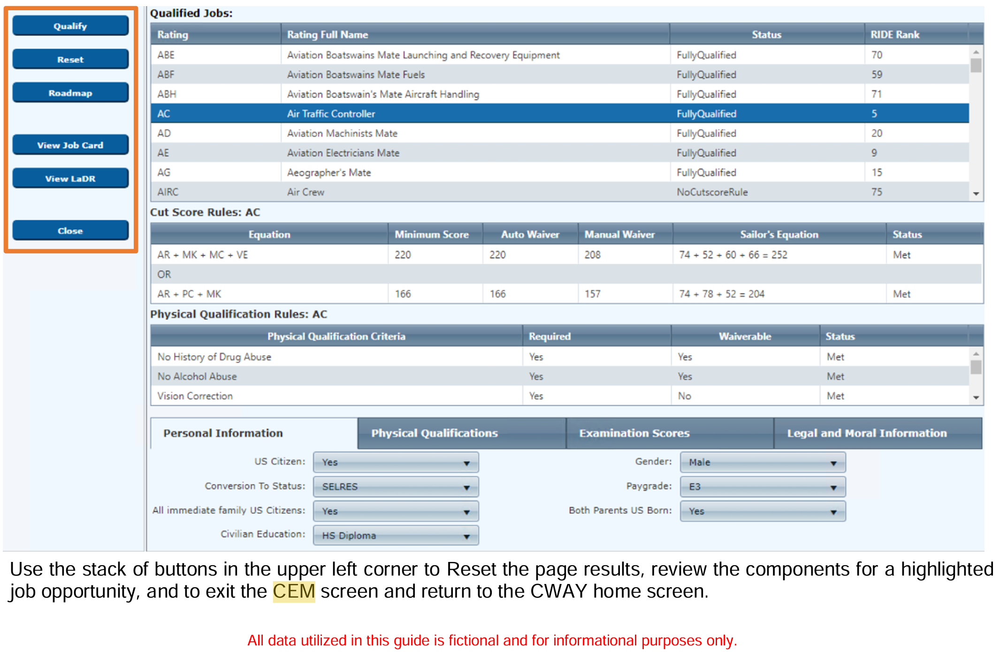 Qualify
Reset
Roadmap
View Job Card
View LaDR
Close
Qualified Jobs:
Rating Rating Full Name Status RIDE Rank
ABE Aviation Boatswains Mate Launching and Recovery Equipment FullyQualified 70
ABF Aviation Boatswains Mate Fuels FullyQualified 59
ABH Aviation Boatswain's Mate Aircraft Handling FullyQualified 71
AC Air Traffic Controller FullyQualified 5
AD Aviation Machinists Mate FullyQualified 20
AE Aviation Electricians Mate FullyQualified 9
AG Aeographer's Mate FullyQualified 15
AIRC Air Crew NoCutscoreRule 75
Cut Score Rules: AC
Equation Minimum Score Auto Waiver Manual Waiver Sailor's Equation Status
AR + MK + MC + VE 220 220 208 74 + 52 + 60 + 66 = 252 Met
OR
AR + PC + MK 166 166 157 74 + 78 + 52 = 204 Met
Physical Qualification Rules: AC
Physical Qualification Criteria Required Waiverable Status
No History of Drug Abuse Yes Yes Met
No Alcohol Abuse Yes Yes Met
Vision Correction Yes No Met
Personal Information Physical Qualifications Examination Scores Legal and Moral Information
US Citizen: Yes Gender: Male
Conversion To Status: SELRES Paygrade: E3
All immediate family US Citizens: Yes Both Parents US Born: Yes
Civilian Education: HS Diploma
Use the stack of buttons in the upper left corner to Reset the page results, review the components for a highlighted
job opportunity, and to exit the CEM screen and return to the CWAY home screen.
All data utilized in this guide is fictional and for informational purposes only.